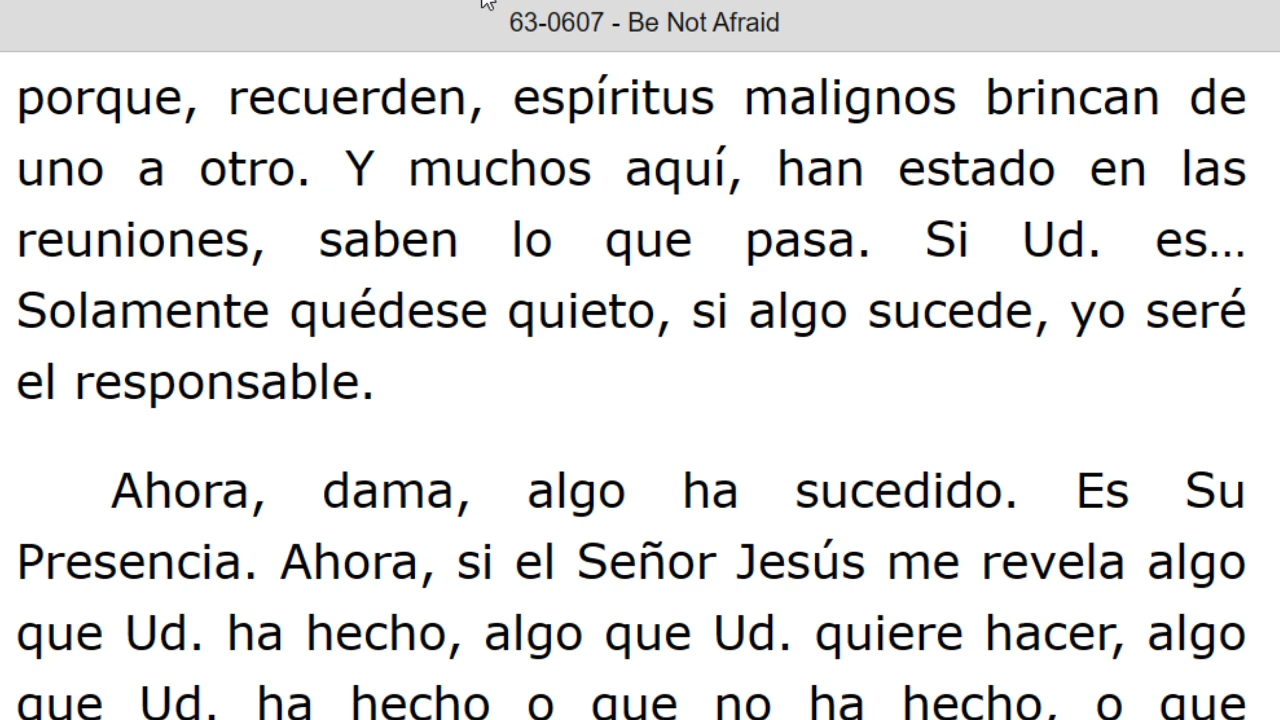 63-0607 - Be Not Afraid
porque, recuerden, espíritus malignos brincan de
uno a otro. Y muchos aquí, han estado en las
reuniones, saben lo que pasa. Si Ud. es...
Solamente quédese quieto, si algo sucede, yo seré
el responsable.
Ahora, dama, algo ha sucedido. Es Su
Presencia. Ahora, si el Señor Jesús me revela algo
que Ud. ha hecho, algo que Ud. quiere hacer, algo
que Ud. ha hecho o que no ha hecho, o que